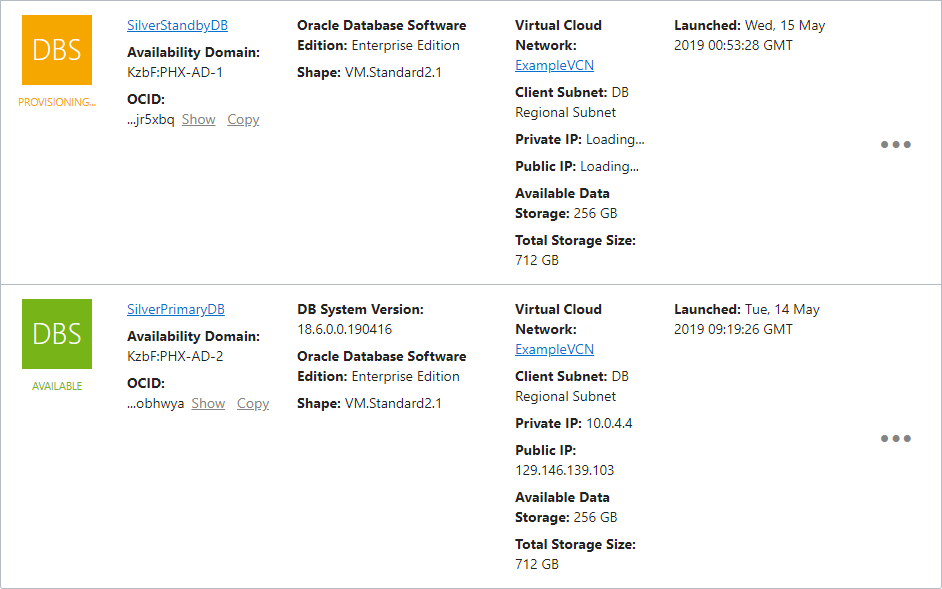 DBS
PROVISIONING...
SilverStandbyDB
Availability Domain:
KzbF:PHX-AD-1
OCID:
...jr5xbq Show Copy
Oracle Database Software
Edition: Enterprise Edition
Shape: VM.Standard2.1
Virtual Cloud
Network:
ExampleVCN
Client Subnet: DB
Regional Subnet
Private IP: Loading...
Public IP: Loading...
Available Data
Storage: 256 GB
Total Storage Size:
712 GB
Launched: Wed, 15 May
2019 00:53:28 GMT
DBS
AVAILABLE
SilverPrimaryDB
Availability Domain:
KzbF:PHX-AD-2
OCID:
...obhwya Show Copy
DB System Version:
18.6.0.0.190416
Oracle Database Software
Edition: Enterprise Edition
Shape: VM.Standard2.1
Virtual Cloud
Network:
ExampleVCN
Client Subnet: DB
Regional Subnet
Private IP: 10.0.4.4
Public IP:
129.146.139.103
Available Data
Storage: 256 GB
Total Storage Size:
712 GB
Launched: Tue, 14 May
2019 09:19:26 GMT